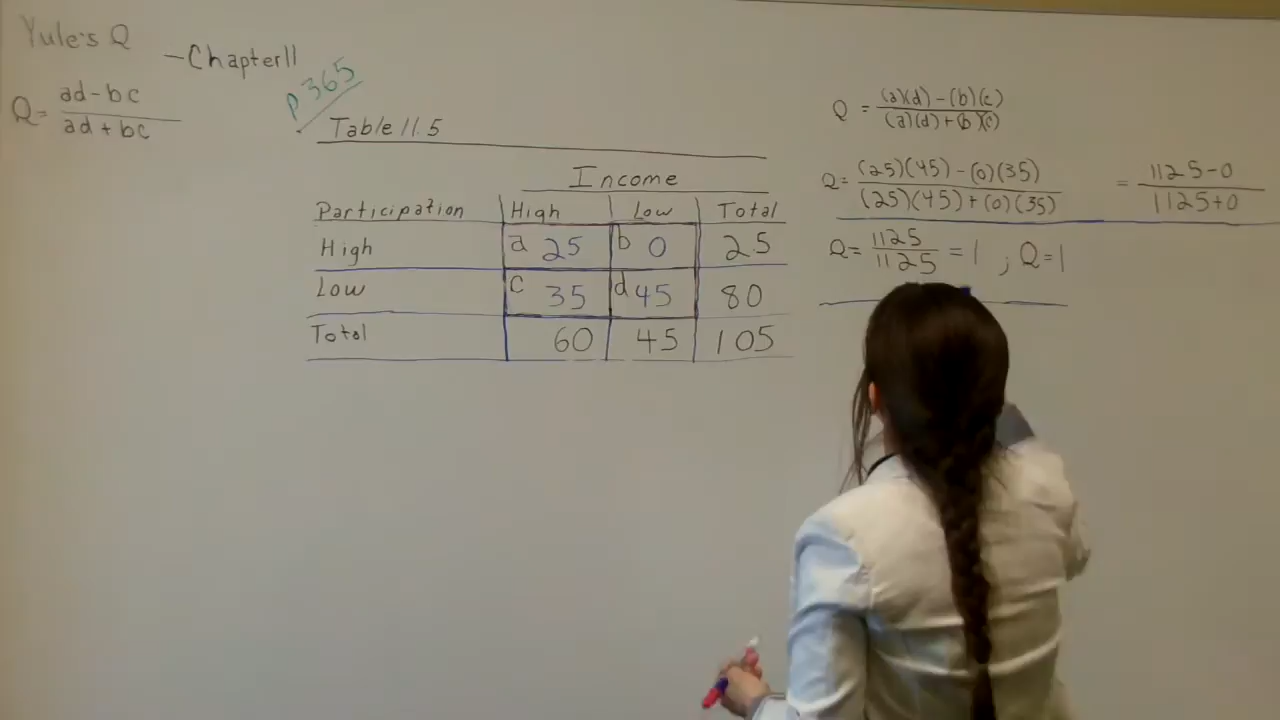 Yule's Q
- Chapter 11
Q= ad-bc / ad+bc
p 365
Table 11.5
Income
Participation High Low Total
High a 25 b 0 25
Low c 35 d 45 80
Total 60 45 105
Q = (a)(d) - (b)(c) / (a)(d)+(b)(c)
Q= (25)(45) - (0)(35) / (25)(45)+(0)(35) = 1125-0 / 1125+0
Q= 1125 / 1125 = 1 ; Q=1